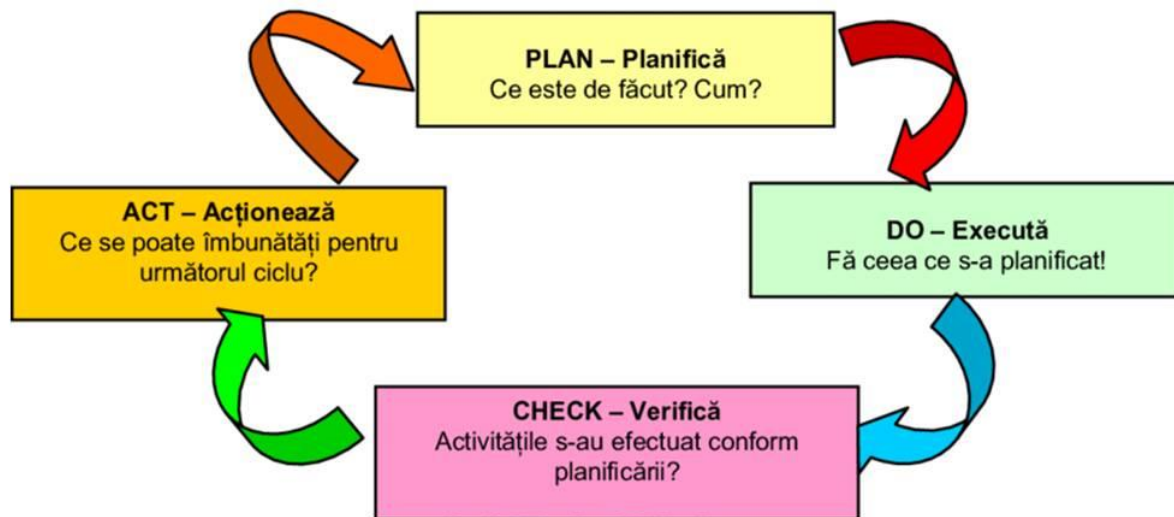 PLAN – Planifică
Ce este de făcut? Cum?
ACT – Acționează
Ce se poate îmbunătăți pentru
următorul ciclu?
DO – Execută
Fă ceea ce s-a planificat!
CHECK – Verifică
Activitățile s-au efectuat conform
planificării?